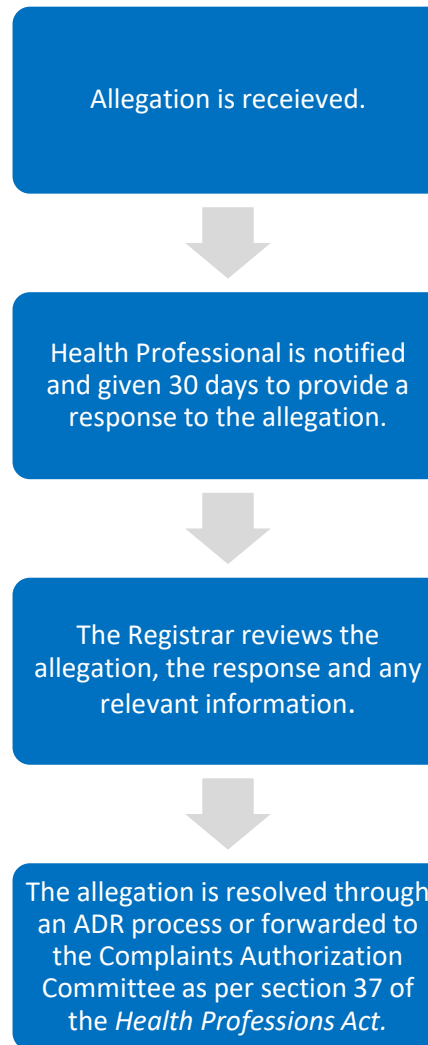 Allegation is receieved.
Health Professional is notified
and given 30 days to provide a
response to the allegation.
The Registrar reviews the
allegation, the response and any
relevant information.
The allegation is resolved through
an ADR process or forwarded to
the Complaints Authorization
Committee as per section 37 of
the Health Professions Act.